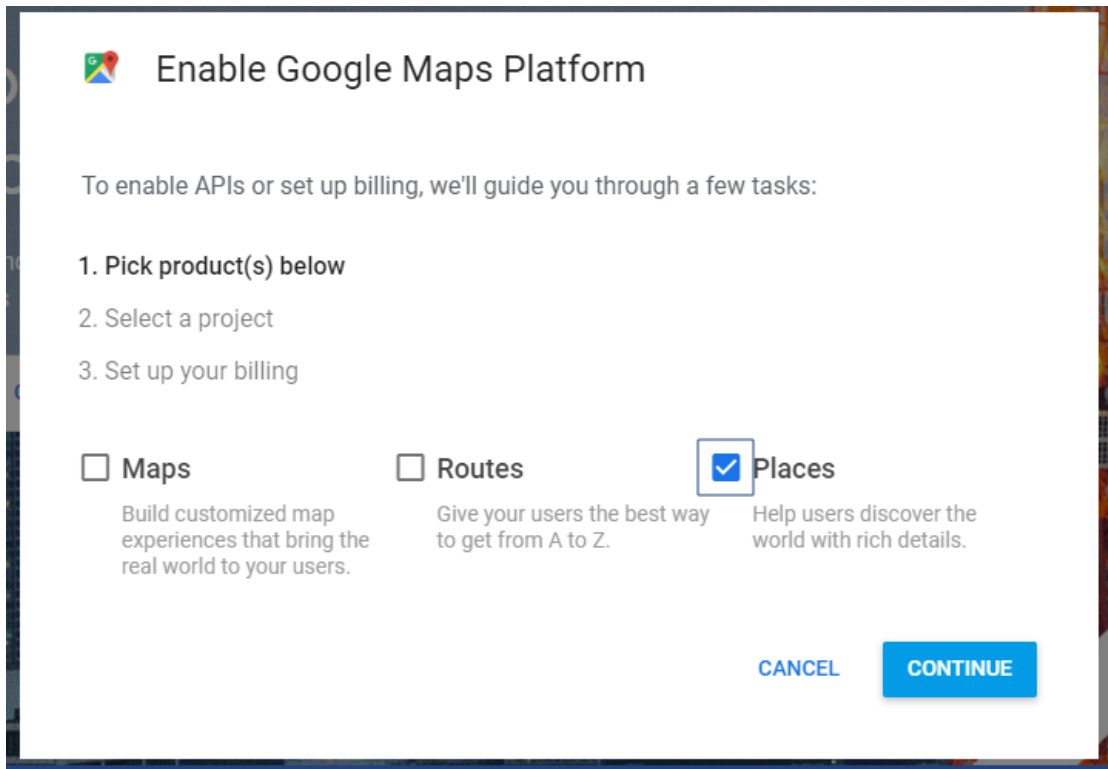 Enable Google Maps Platform
To enable APIs or set up billing, we'll guide you through a few tasks:
1. Pick product(s) below
2. Select a project
3. Set up your billing
Maps
Build customized map
experiences that bring the
real world to your users.
Routes
Give your users the best way
to get from A to Z.
Places
Help users discover the
world with rich details.
CANCEL
CONTINUE